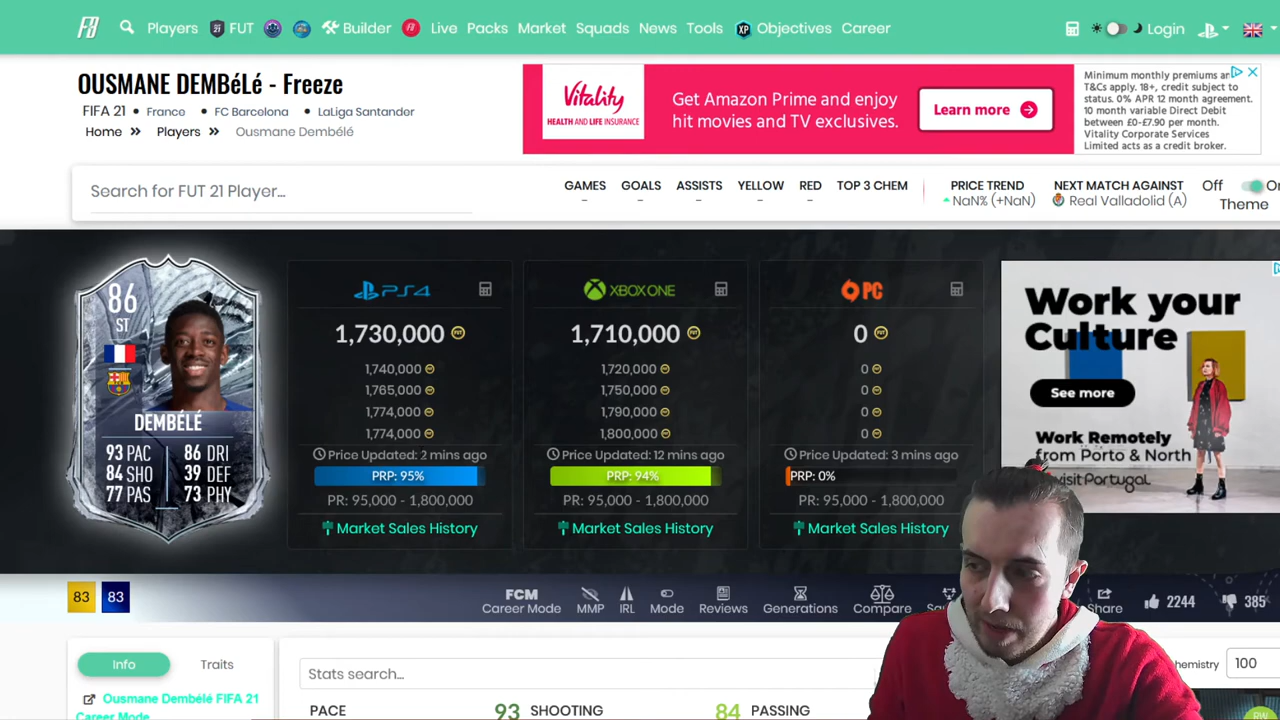 Players FUT Builder Live Packs Market Squads News Tools XP Objectives Career Login
OUSMANE DEMBéLé - Freeze
FIFA 21 • France • FC Barcelona • LaLiga Santander
Home » Players » Ousmane Dembélé
Vitality
HEALTH AND LIFE INSURANCE
Get Amazon Prime and enjoy
hit movies and TV exclusives.
Learn more
Minimum monthly premiums an
T&Cs apply. 18+, credit subject to
status. 0% APR 12 month agreement.
10 month variable Direct Debit
between £0-£7.90 per month.
Vitality Corporate Services
Limited acts as a credit broker.
Search for FUT 21 Player...
GAMES GOALS ASSISTS YELLOW RED TOP 3 CHEM
- - - - - -
PRICE TREND
NaN% (+NaN)
NEXT MATCH AGAINST
Real Valladolid (A)
Off On
Theme
86
ST
DEMBÉLÉ
93 PAC 86 DRI
84 SHO 39 DEF
77 PAS 73 PHY
PS4
1,730,000
1,740,000
1,765,000
1,774,000
1,774,000
Price Updated: 2 mins ago
PRP: 95%
PR: 95,000 - 1,800,000
Market Sales History
XBOX ONE
1,710,000
1,720,000
1,750,000
1,790,000
1,800,000
Price Updated: 12 mins ago
PRP: 94%
PR: 95,000 - 1,800,000
Market Sales History
PC
0
0
0
0
0
Price Updated: 3 mins ago
PRP: 0%
PR: 95,000 - 1,800,000
Market Sales History
Work your
Culture
See more
Work Remotely
from Porto & North
visit Portugal
83 83
FCM
Career Mode MMP IRL Mode Reviews Generations Compare Share 2244 385
Info Traits
Ousmane Dembélé FIFA 21
Career Mode
Stats search...
100
PACE 93 SHOOTING 84 PASSING